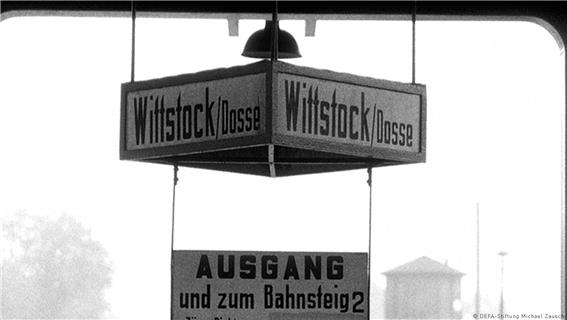 Wittstock/Dosse
Wittstock/Dosse
AUSGANG
und zum Bahnsteig 2
© DEFA-Stiftung Michael Zausch